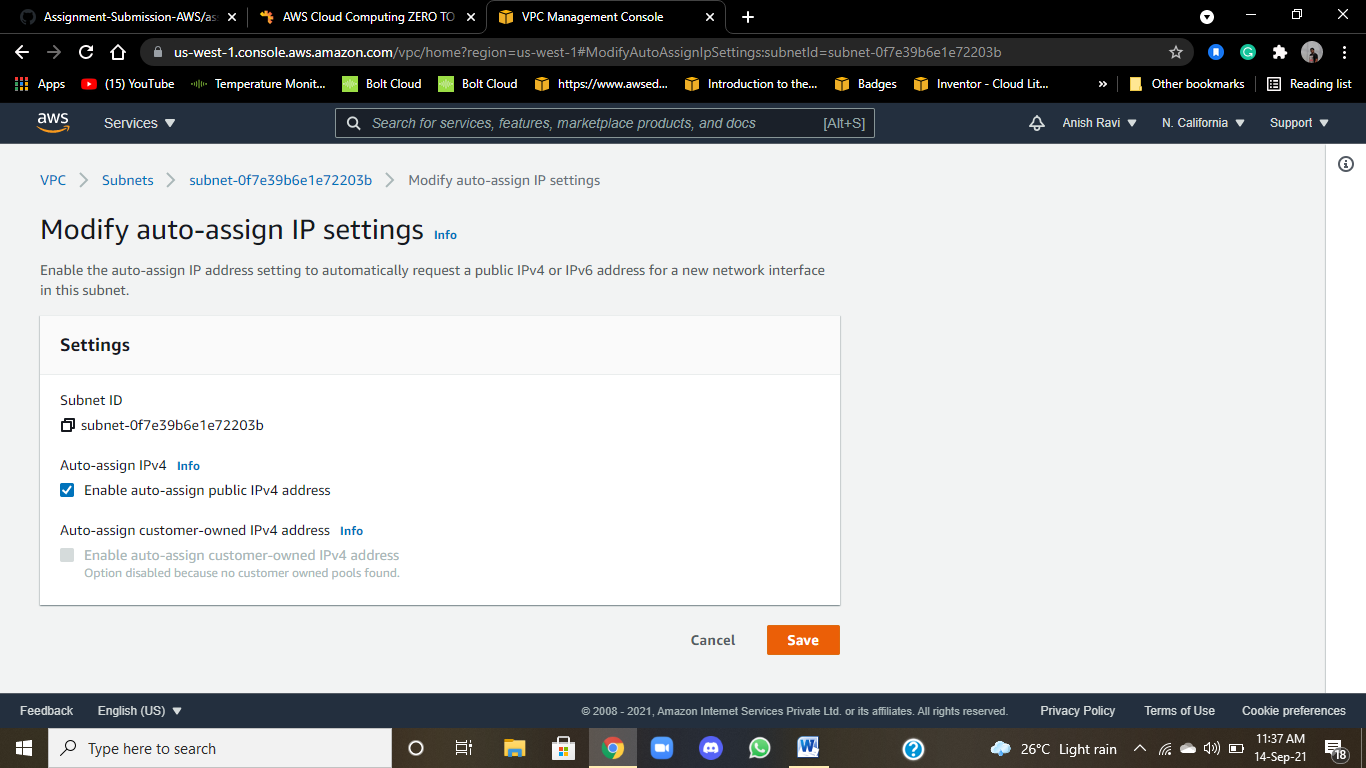 Assignment-Submission-AWS/as
AWS Cloud Computing ZERO TO
VPC Management Console
us-west-1.console.aws.amazon.com/vpc/home?region=us-west-1#ModifyAutoAssignIpSettings:subnetId=subnet-0f7e39b6e1e72203b
Apps
(15) YouTube
Temperature Monit...
Bolt Cloud
Bolt Cloud
https://www.awsed...
Introduction to the...
Badges
Inventor - Cloud Lit...
»
Other bookmarks
Reading list
aws
Services
Search for services, features, marketplace products, and docs
[Alt+S]
Anish Ravi
N. California
Support
VPC
Subnets
subnet-0f7e39b6e1e72203b
Modify auto-assign IP settings
Modify auto-assign IP settings Info
Enable the auto-assign IP address setting to automatically request a public IPv4 or IPv6 address for a new network interface
in this subnet.
Settings
Subnet ID
subnet-0f7e39b6e1e72203b
Auto-assign IPv4 Info
Enable auto-assign public IPv4 address
Auto-assign customer-owned IPv4 address Info
Enable auto-assign customer-owned IPv4 address
Option disabled because no customer owned pools found.
Cancel
Save
Feedback
English (US)
© 2008 - 2021, Amazon Internet Services Private Ltd. or its affiliates. All rights reserved.
Privacy Policy
Terms of Use
Cookie preferences
Type here to search
26°C Light rain
11:37 AM
14-Sep-21
18